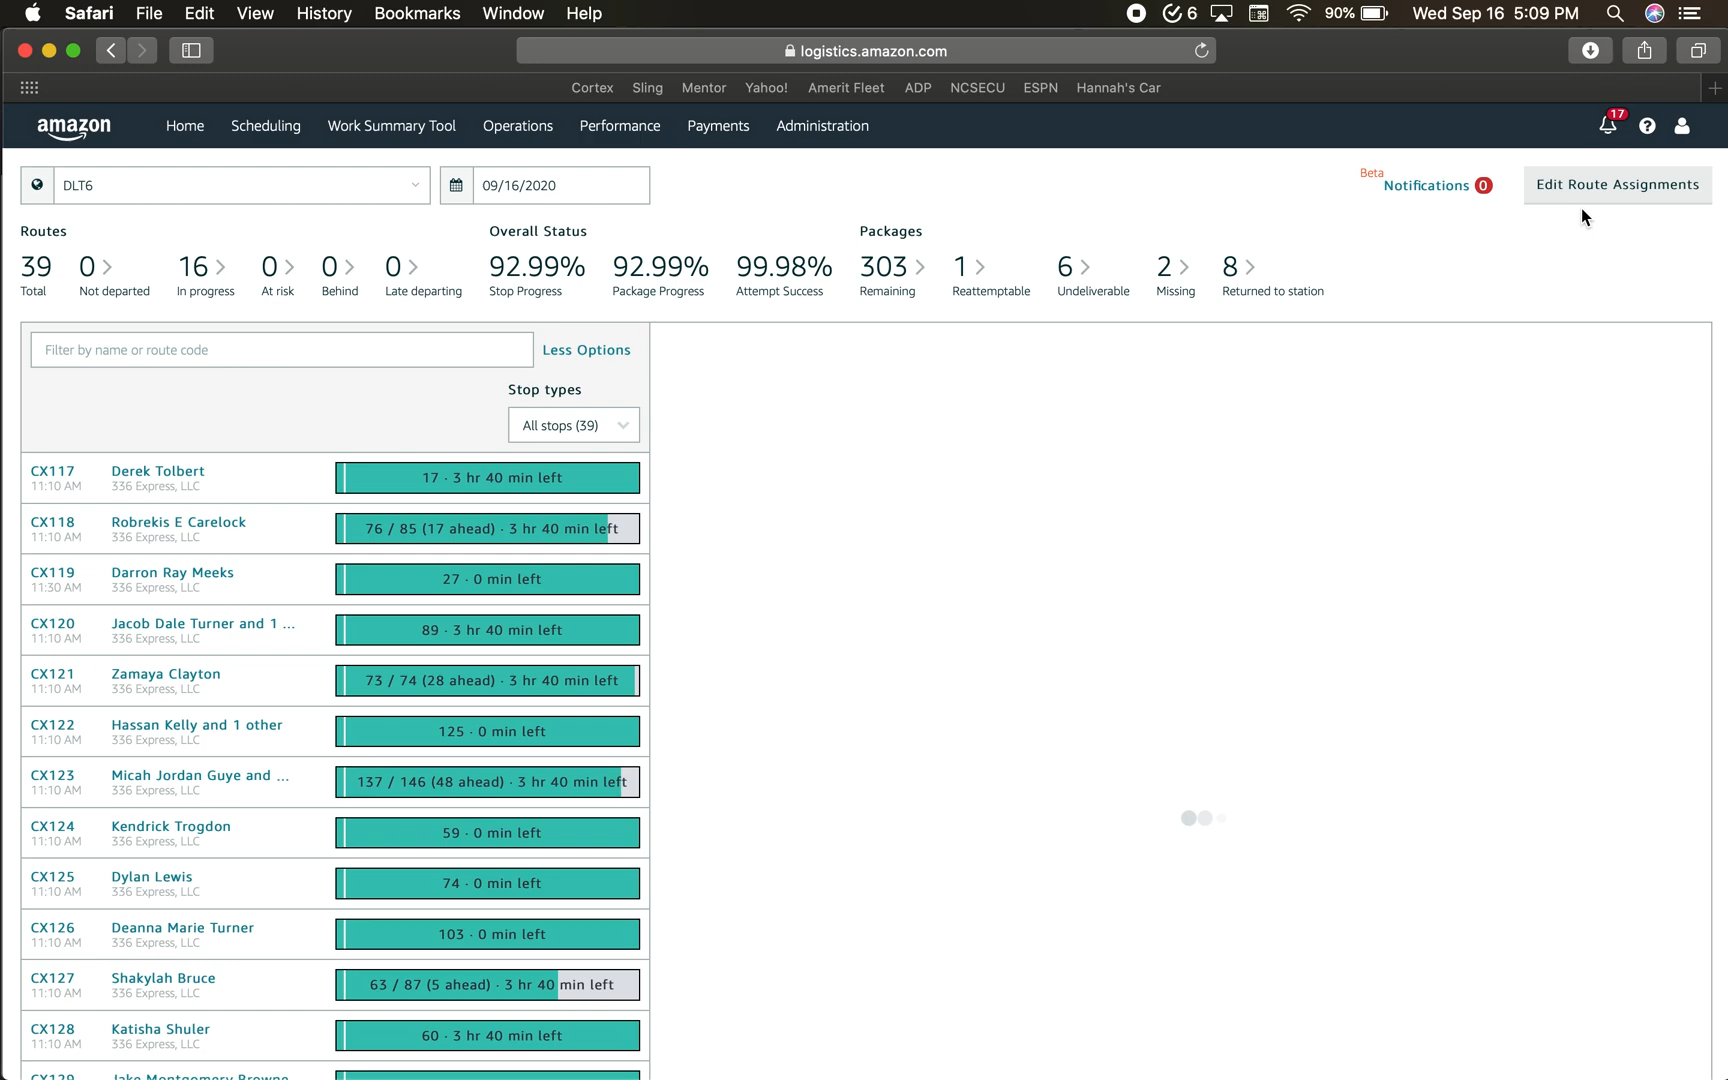 Safari File Edit View History Bookmarks Window Help 6 90% Wed Sep 16 5:09 PM
logistics.amazon.com
Cortex Sling Mentor Yahoo! Amerit Fleet ADP NCSECU ESPN Hannah's Car
amazon Home Scheduling Work Summary Tool Operations Performance Payments Administration 17
DLT6 09/16/2020 Beta Notifications 0 Edit Route Assignments
Routes Overall Status Packages
39 0 16 0 0 0 92.99% 92.99% 99.98% 303 1 6 2 8
Total Not departed In progress At risk Behind Late departing Stop Progress Package Progress Attempt Success Remaining Reattemptable Undeliverable Missing Returned to station
Filter by name or route code Less Options
Stop types
All stops (39)
CX117 Derek Tolbert 17 · 3 hr 40 min left
11:10 AM 336 Express, LLC
CX118 Robrekis E Carelock 76 / 85 (17 ahead) · 3 hr 40 min left
11:10 AM 336 Express, LLC
CX119 Darron Ray Meeks 27 · 0 min left
11:30 AM 336 Express, LLC
CX120 Jacob Dale Turner and 1 ... 89 · 3 hr 40 min left
11:10 AM 336 Express, LLC
CX121 Zamaya Clayton 73 / 74 (28 ahead) · 3 hr 40 min left
11:10 AM 336 Express, LLC
CX122 Hassan Kelly and 1 other 125 · 0 min left
11:10 AM 336 Express, LLC
CX123 Micah Jordan Guye and ... 137 / 146 (48 ahead) · 3 hr 40 min left
11:10 AM 336 Express, LLC
CX124 Kendrick Trogdon 59 · 0 min left
11:10 AM 336 Express, LLC
CX125 Dylan Lewis 74 · 0 min left
11:10 AM 336 Express, LLC
CX126 Deanna Marie Turner 103 · 0 min left
11:10 AM 336 Express, LLC
CX127 Shakylah Bruce 63 / 87 (5 ahead) · 3 hr 40 min left
11:10 AM 336 Express, LLC
CX128 Katisha Shuler 60 · 3 hr 40 min left
11:10 AM 336 Express, LLC
CX129 Jake Montgomery Browne